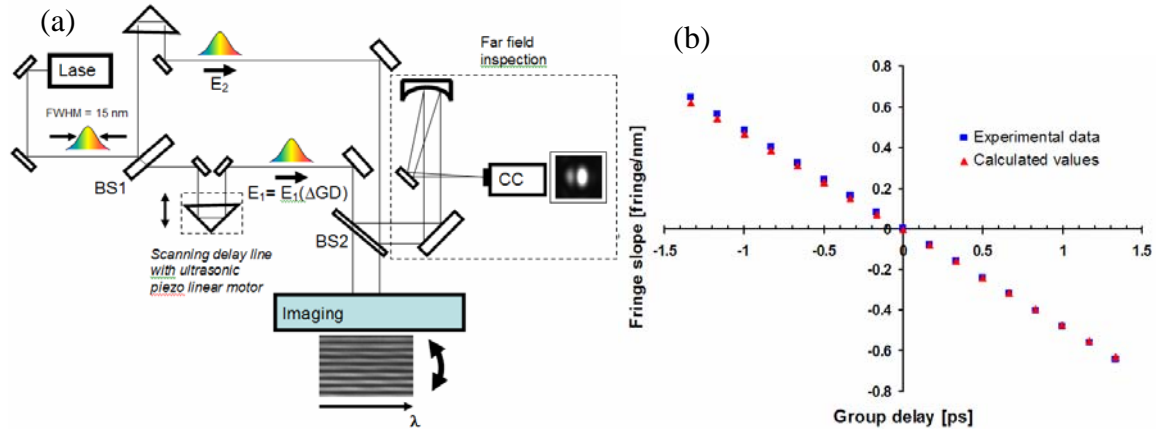 (a)
Lase
FWHM = 15 nm
E2
BS1
E1= E1(ΔGD)
Scanning delay line
with ultrasonic
piezo linear motor
BS2
Far field
inspection
CC
Imaging
λ
(b)
Fringe slope [fringe/nm]
0.8
0.6
0.4
0.2
0
-0.2
-0.4
-0.6
-0.8
-1.5
-1
-0.5
0
0.5
1
1.5
Experimental data
Calculated values
Group delay [ps]